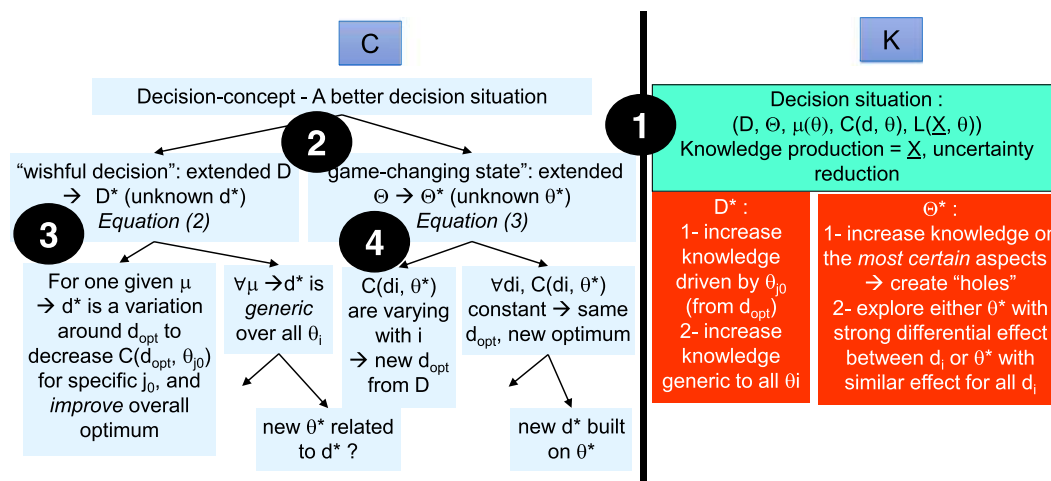 C
K
Decision-concept - A better decision situation
1
Decision situation :
(D, Θ, μ(θ), C(d, θ), L(X, θ))
Knowledge production = X, uncertainty
reduction
2
“wishful decision”: extended D
→ D* (unknown d*)
Equation (2)
“game-changing state”: extended
Θ → Θ* (unknown θ*)
Equation (3)
3
For one given μ
→ d* is a variation
around dopt to
decrease C(dopt, θj0)
for specific j0, and
improve overall
optimum
∀μ → d* is
generic
over all θi
new θ* related
to d* ?
4
C(di, θ*)
are varying
with i
→ new dopt
from D
∀di, C(di, θ*)
constant → same
dopt, new optimum
new d* built
on θ*
D* :
1- increase
knowledge
driven by θj0
(from dopt)
2- increase
knowledge
generic to all θi
Θ* :
1- increase knowledge on
the most certain aspects
→ create “holes”
2- explore either θ* with
strong differential effect
between di or θ* with
similar effect for all di